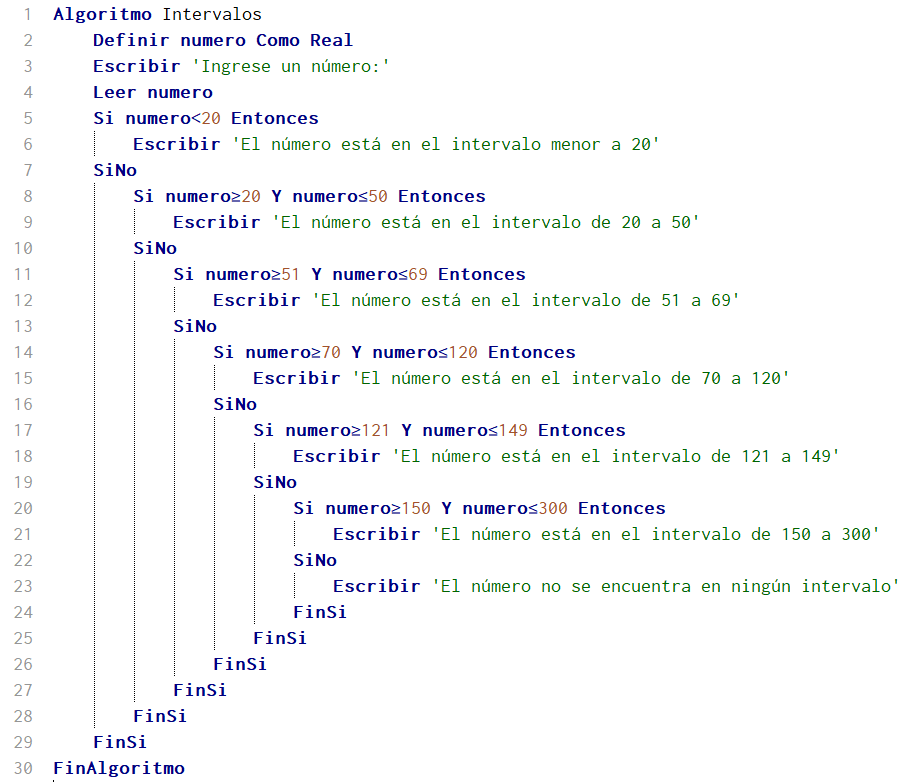 1 Algoritmo Intervalos
2 Definir numero Como Real
3 Escribir 'Ingrese un número:'
4 Leer numero
5 Si numero<20 Entonces
6 Escribir 'El número está en el intervalo menor a 20'
7 SiNo
8 Si numero≥20 Y numero≤50 Entonces
9 Escribir 'El número está en el intervalo de 20 a 50'
10 SiNo
11 Si numero≥51 Y numero≤69 Entonces
12 Escribir 'El número está en el intervalo de 51 a 69'
13 SiNo
14 Si numero≥70 Y numero≤120 Entonces
15 Escribir 'El número está en el intervalo de 70 a 120'
16 SiNo
17 Si numero≥121 Y numero≤149 Entonces
18 Escribir 'El número está en el intervalo de 121 a 149'
19 SiNo
20 Si numero≥150 Y numero≤300 Entonces
21 Escribir 'El número está en el intervalo de 150 a 300'
22 SiNo
23 Escribir 'El número no se encuentra en ningún intervalo'
24 FinSi
25 FinSi
26 FinSi
27 FinSi
28 FinSi
29 FinSi
30 FinAlgoritmo